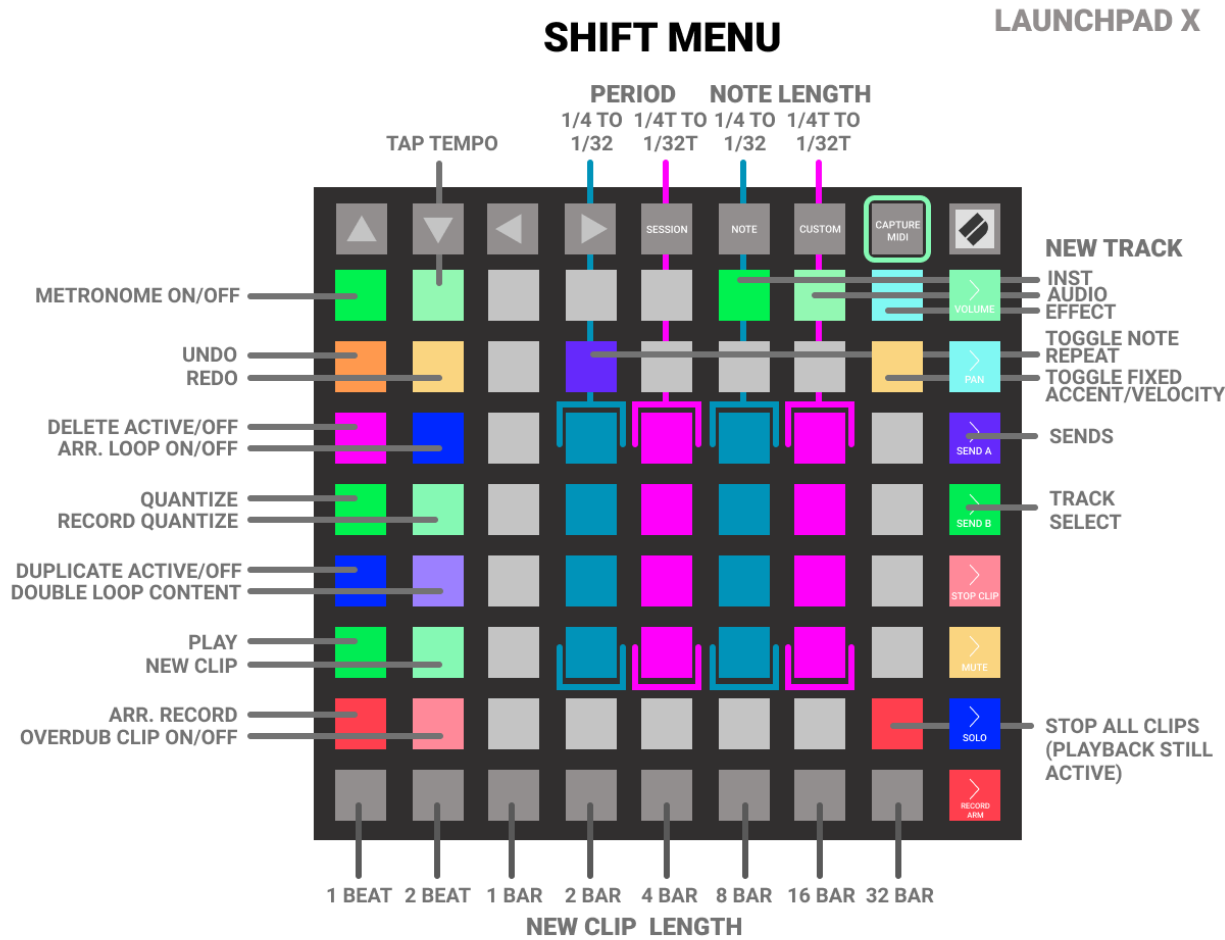 LAUNCHPAD X
SHIFT MENU
PERIOD
NOTE LENGTH
1/4 TO
1/32
1/4T TO
1/32T
1/4 TO
1/32
1/4T TO
1/32T
TAP TEMPO
SESSION
NOTE
CUSTOM
CAPTURE
MIDI
NEW TRACK
INST
AUDIO
EFFECT
METRONOME ON/OFF
VOLUME
TOGGLE NOTE
REPEAT
UNDO
REDO
PAN
TOGGLE FIXED
ACCENT/VELOCITY
DELETE ACTIVE/OFF
ARR. LOOP ON/OFF
SEND A
SENDS
QUANTIZE
RECORD QUANTIZE
SEND B
TRACK
SELECT
DUPLICATE ACTIVE/OFF
DOUBLE LOOP CONTENT
STOP CLIP
PLAY
NEW CLIP
MUTE
ARR. RECORD
OVERDUB CLIP ON/OFF
SOLO
STOP ALL CLIPS
(PLAYBACK STILL
ACTIVE)
RECORD
ARM
1 BEAT
2 BEAT
1 BAR
2 BAR
4 BAR
8 BAR
16 BAR
32 BAR
NEW CLIP LENGTH